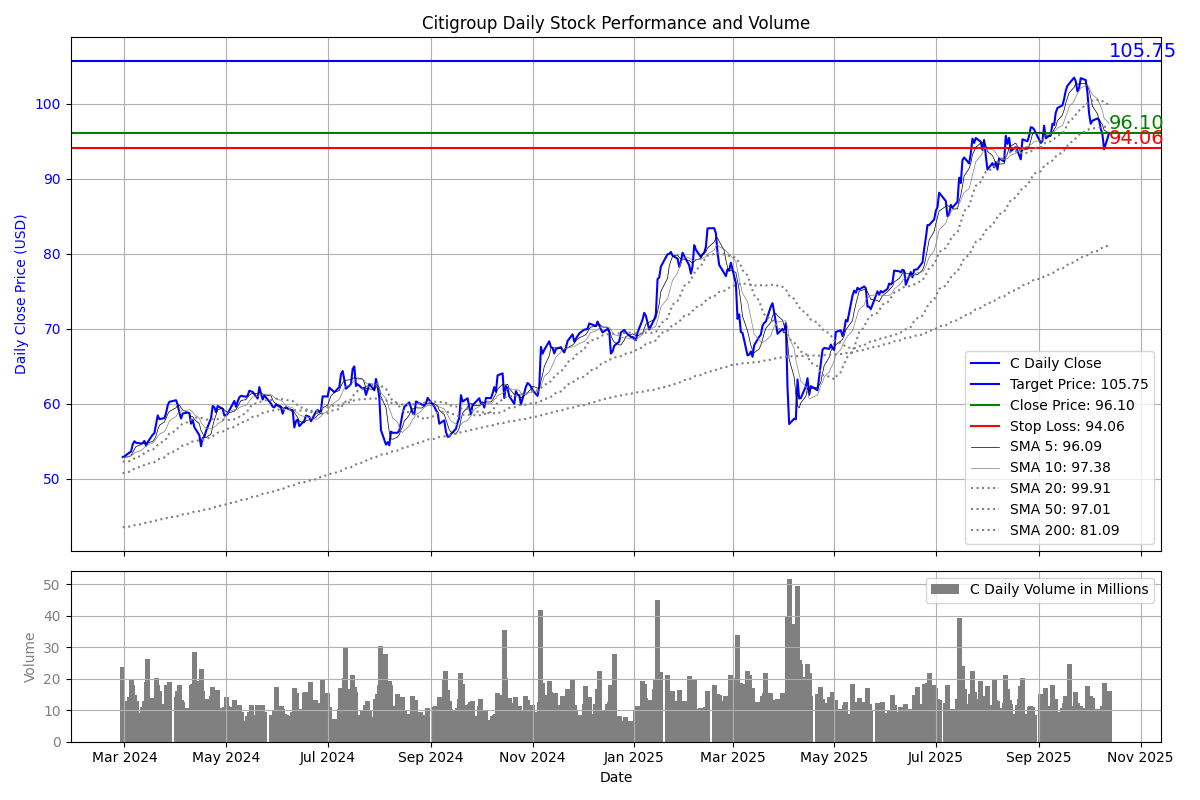 Citigroup Daily Stock Performance and Volume
Daily Close Price (USD)
100
90
80
70
60
50
105.75
96.10
94.06
C Daily Close
Target Price: 105.75
Close Price: 96.10
Stop Loss: 94.06
SMA 5: 96.09
SMA 10: 97.38
SMA 20: 99.91
SMA 50: 97.01
SMA 200: 81.09
Volume
50
40
30
20
10
0
C Daily Volume in Millions
Mar 2024 May 2024 Jul 2024 Sep 2024 Nov 2024 Jan 2025 Mar 2025 May 2025 Jul 2025 Sep 2025 Nov 2025
Date